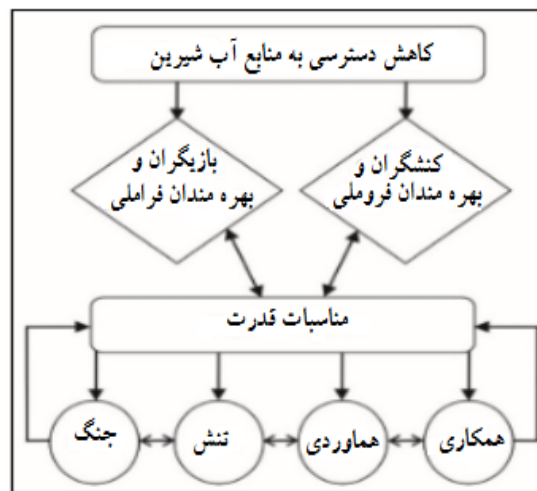 کاهش دسترسی به منابع آب شیرین
کنشگران و
بهره مندان فروملی
بازیگران و
بهره مندان فراملی
مناسبات قدرت
همکاری
هماوردی
تنش
جنگ